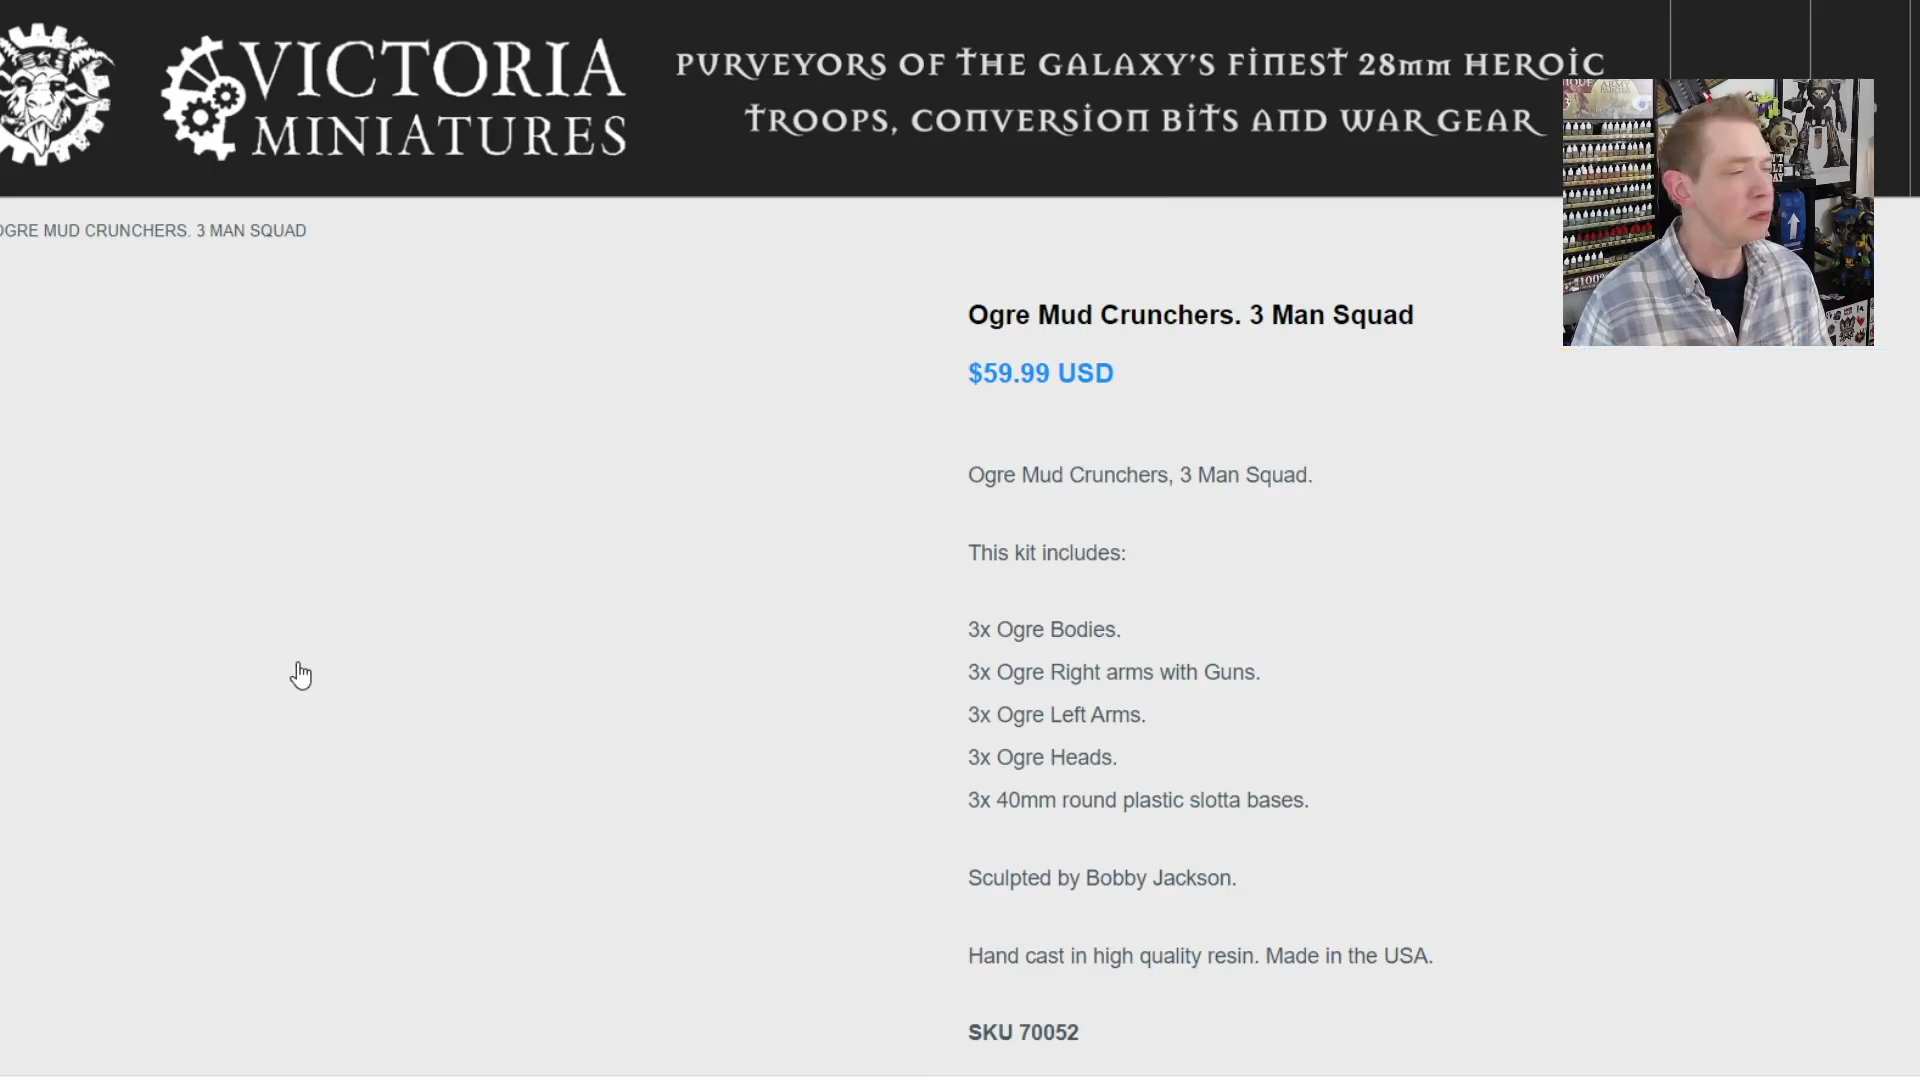 VICTORIA
MINIATURES
PURVEYORS OF THE GALAXY'S FINEST 28mm HEROIC
TROOPS, CONVERSION BITS AND WAR GEAR
OGRE MUD CRUNCHERS. 3 MAN SQUAD
Ogre Mud Crunchers. 3 Man Squad
$59.99 USD
Ogre Mud Crunchers, 3 Man Squad.
This kit includes:
3x Ogre Bodies.
3x Ogre Right arms with Guns.
3x Ogre Left Arms.
3x Ogre Heads.
3x 40mm round plastic slotta bases.
Sculpted by Bobby Jackson.
Hand cast in high quality resin. Made in the USA.
SKU 70052